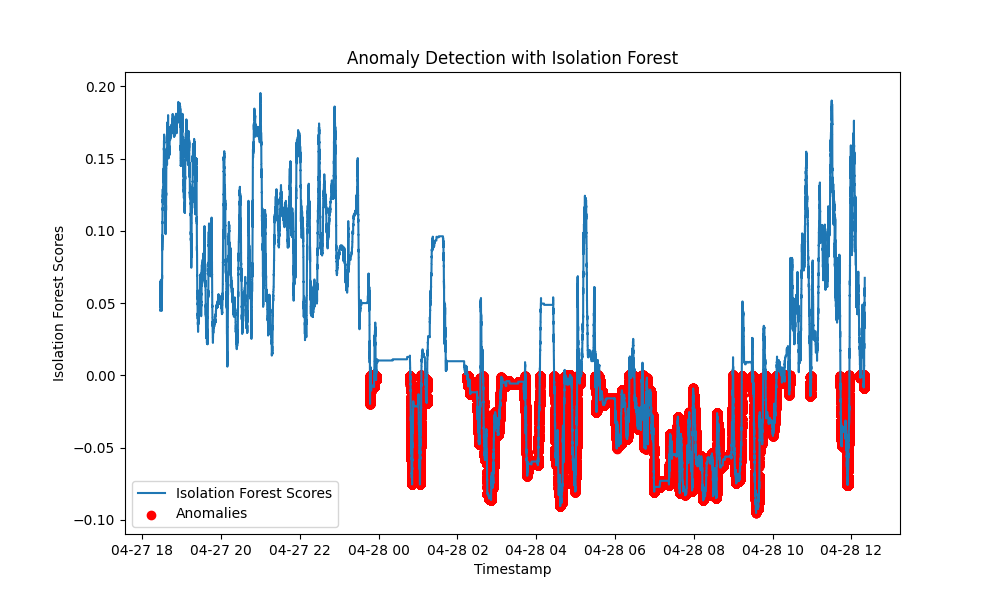 Anomaly Detection with Isolation Forest
0.20
0.15
0.10
0.05
0.00
−0.05
−0.10
Isolation Forest Scores
Isolation Forest Scores
Anomalies
04-27 18 04-27 20 04-27 22 04-28 00 04-28 02 04-28 04 04-28 06 04-28 08 04-28 10 04-28 12
Timestamp